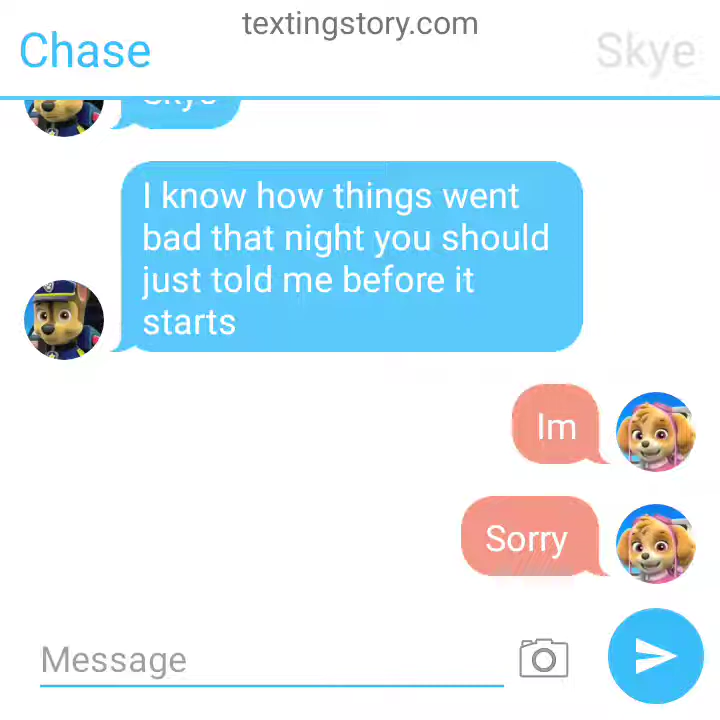 textingstory.com
Chase
Skye
Skye
I know how things went
bad that night you should
just told me before it
starts
Im
Sorry
Message